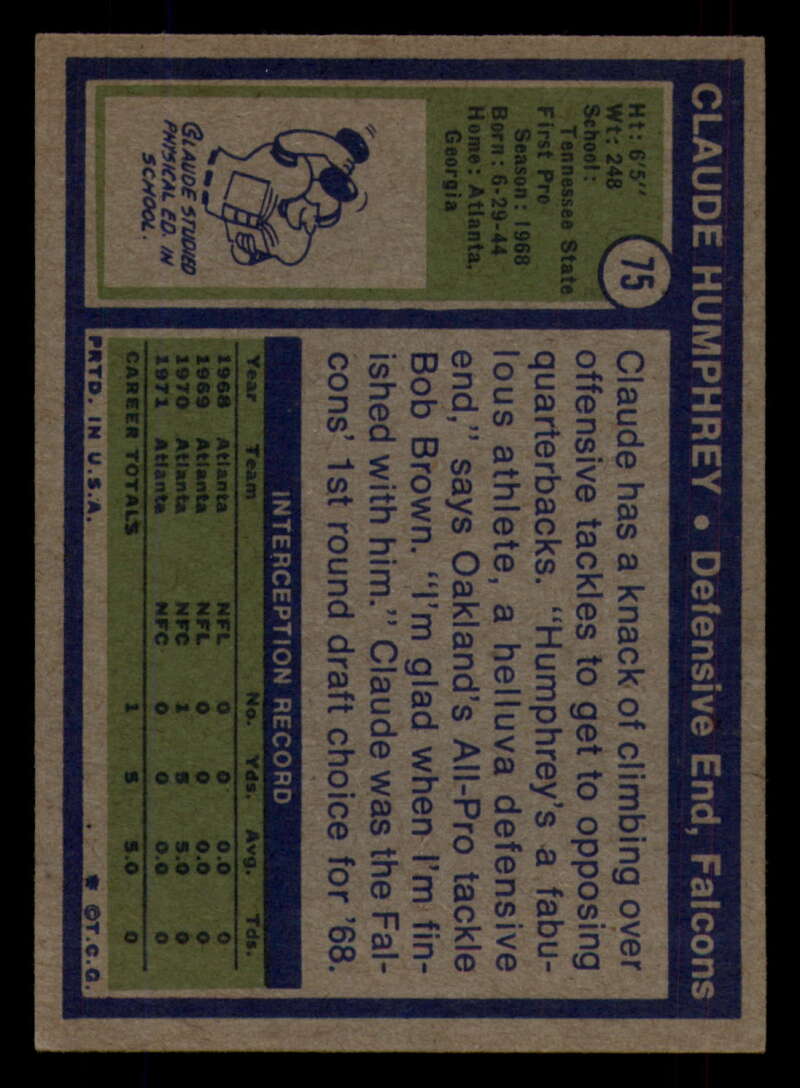 CLAUDE HUMPHREY • Defensive End, Falcons
75
Ht: 6'5"
Wt: 248
School:
Tennessee State
First Pro
Season: 1968
Born: 6-29-44
Home: Atlanta,
Georgia
CLAUDE STUDIED
PHYSICAL ED. IN
SCHOOL.
Claude has a knack of climbing over
offensive tackles to get to opposing
quarterbacks. "Humphrey's a fabu-
lous athlete, a helluva defensive
end," says Oakland's All-Pro tackle
Bob Brown. "I'm glad when I'm fin-
ished with him." Claude was the Fal-
cons' 1st round draft choice for '68.
INTERCEPTION RECORD
Year Team No. Yds. Avg. Tds.
1968 Atlanta NFL 0 0 0.0 0
1969 Atlanta NFL 0 0 0.0 0
1970 Atlanta NFC 1 5 5.0 0
1971 Atlanta NFC 0 0 0.0 0
CAREER TOTALS 1 5 5.0 0
PRTD. IN U.S.A. * ©T.C.G.